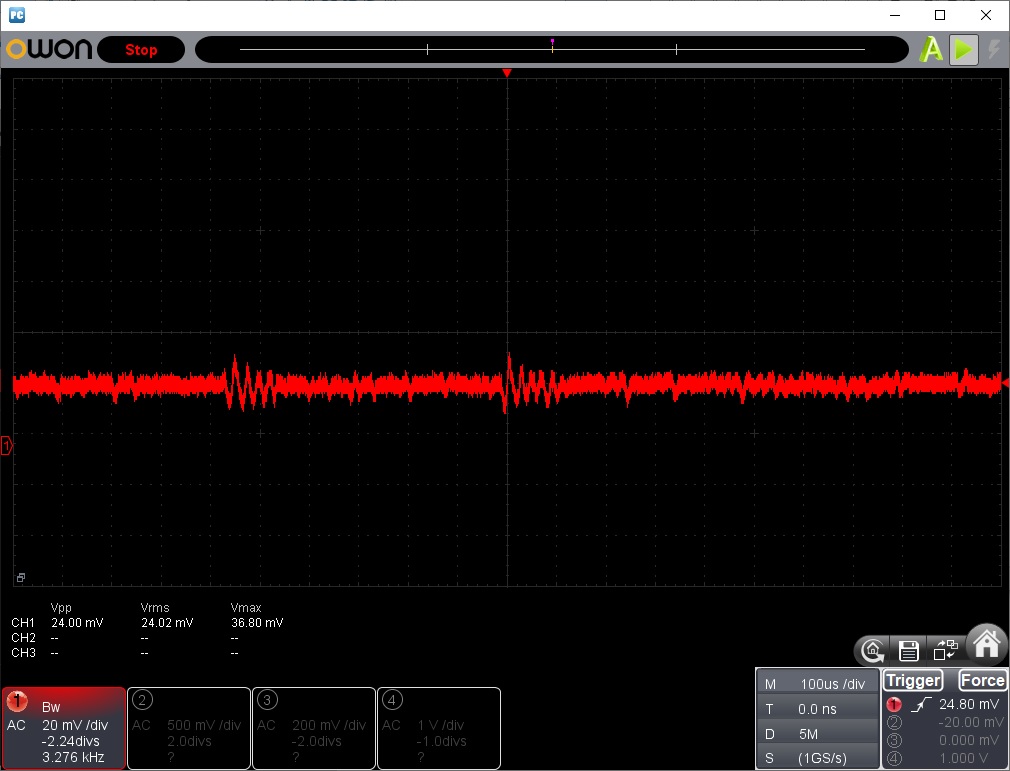 PC
OWON Stop A
1
Vpp Vrms Vmax
CH1 24.00 mV 24.02 mV 36.80 mV
CH2 -- -- --
CH3 -- -- --
1 Bw
AC 20 mV /div
-2.24divs
3.276 kHz
2
AC 500 mV /div
2.0divs
?
3
AC 200 mV /div
-2.0divs
?
4
AC 1 V /div
-1.0divs
?
M 100us /div
T 0.0 ns
D 5M
S (1GS/s)
Trigger Force
1 24.80 mV
2 -20.00 mV
3 0.000 mV
4 1.000 V